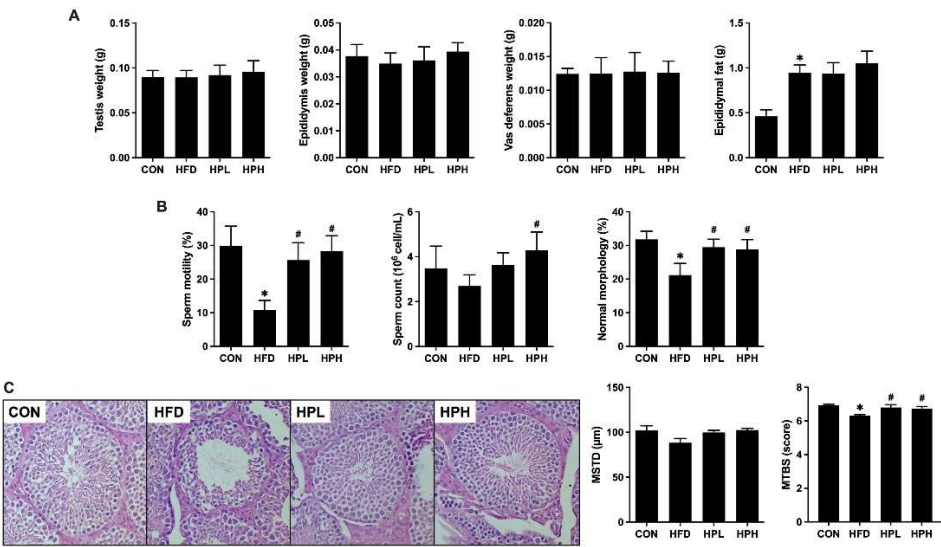 A
Testis weight (g)
0.15
0.10
0.05
0.00
CON HFD HPL HPH
Epididymis weight (g)
0.05
0.04
0.03
0.02
0.01
0.00
CON HFD HPL HPH
Vas deferens weight (g)
0.020
0.015
0.010
0.005
0.000
CON HFD HPL HPH
Epididymal fat (g)
1.5
1.0
0.5
0.0
*
CON HFD HPL HPH
B
Sperm motility (%)
40
30
20
10
0
* # #
CON HFD HPL HPH
Sperm count (10⁶ cell/mL)
6
4
2
0
#
CON HFD HPL HPH
Normal morphology (%)
40
30
20
10
0
* # #
CON HFD HPL HPH
C
CON HFD HPL HPH
MSTD (μm)
150
100
50
0
CON HFD HPL HPH
MTBS (score)
8
6
4
2
0
* # #
CON HFD HPL HPH